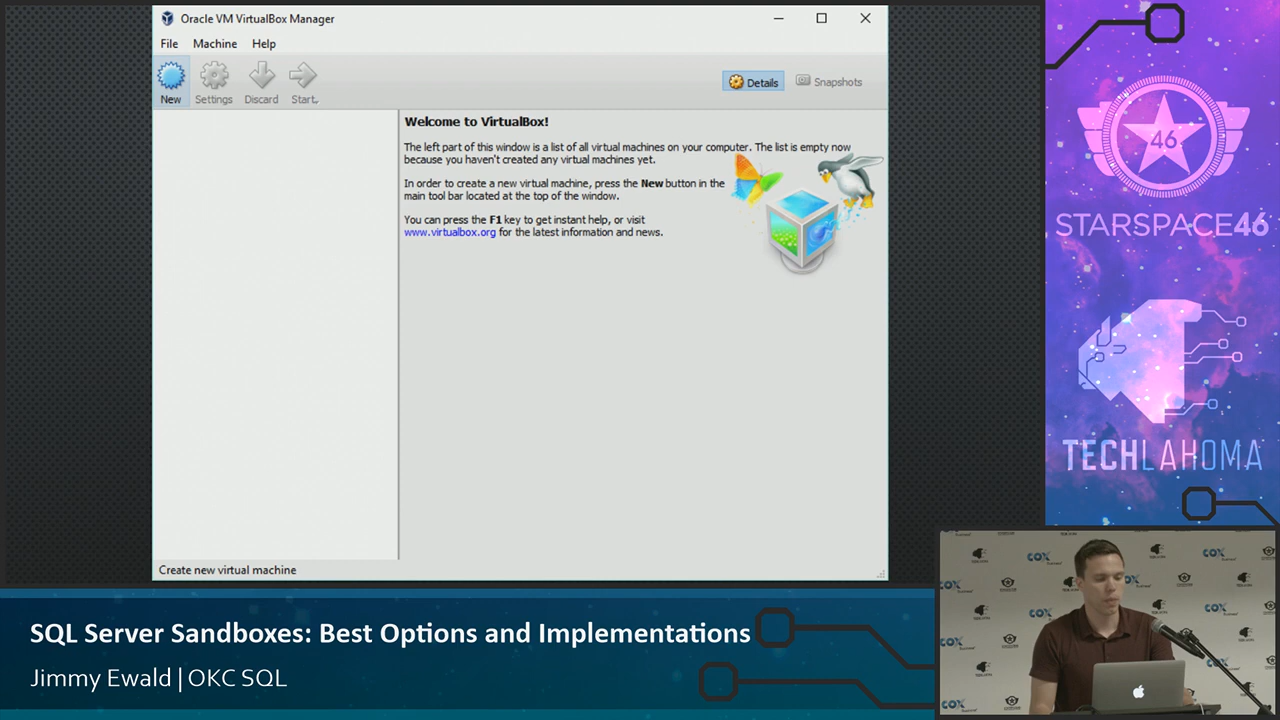 Oracle VM VirtualBox Manager
File Machine Help
New Settings Discard Start
Details Snapshots
Welcome to VirtualBox!
The left part of this window is a list of all virtual machines on your computer. The list is empty now
because you haven't created any virtual machines yet.
In order to create a new virtual machine, press the New button in the
main tool bar located at the top of the window.
You can press the F1 key to get instant help, or visit
www.virtualbox.org for the latest information and news.
Create new virtual machine
46
STARSPACE46
TECHLAHOMA
COX
COX
COX
COX
COX
SQL Server Sandboxes: Best Options and Implementations
Jimmy Ewald | OKC SQL